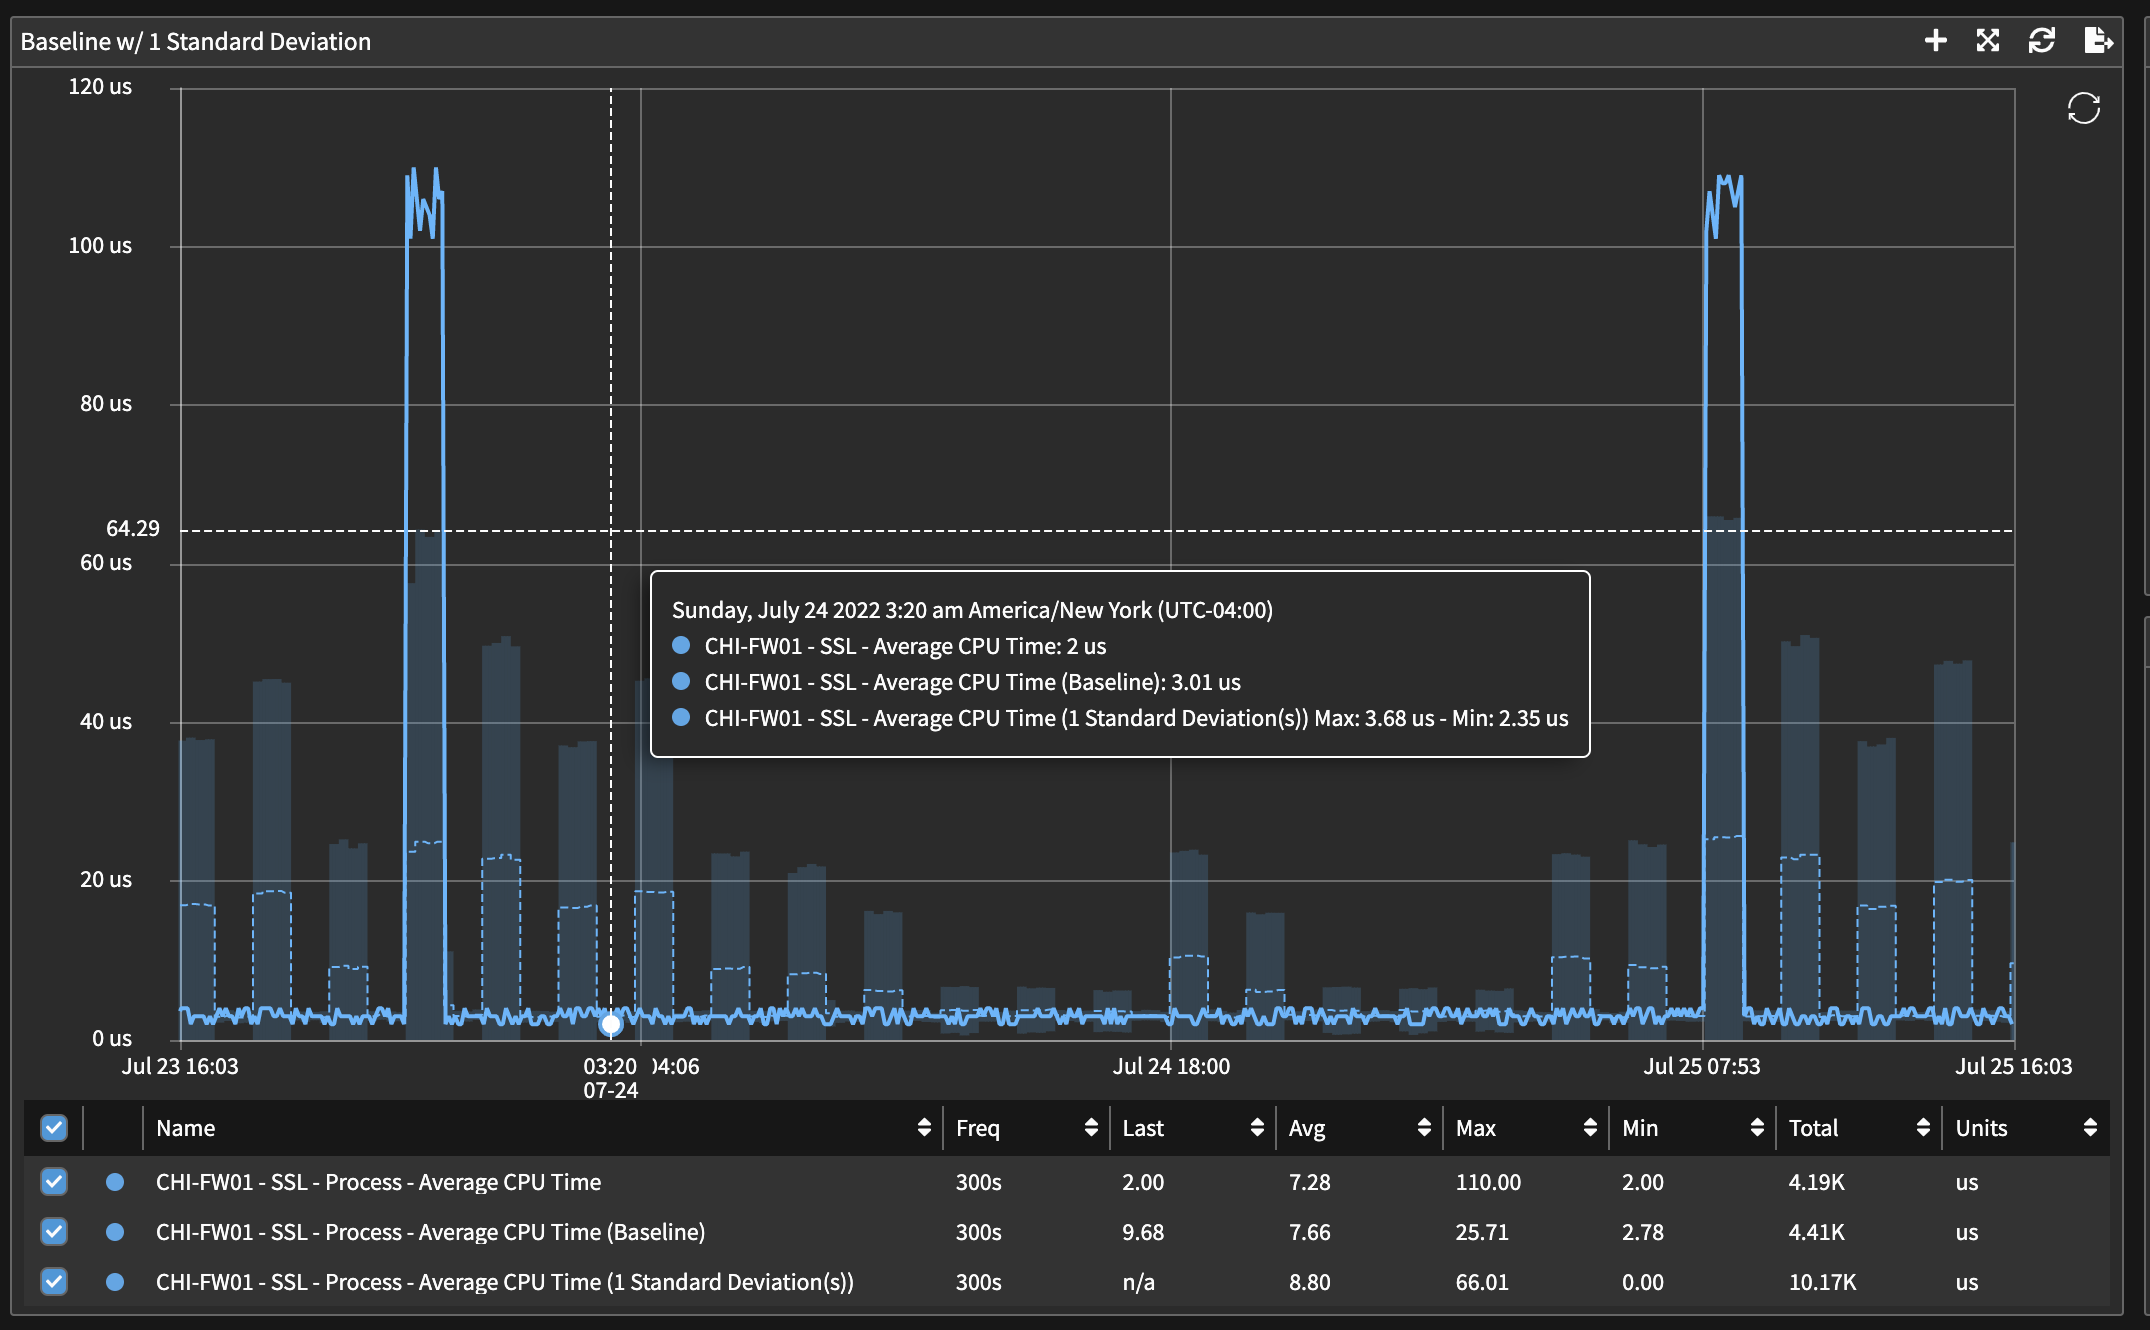 Baseline w/ 1 Standard Deviation
120 us
100 us
80 us
64.29
60 us
40 us
20 us
0 us
Sunday, July 24 2022 3:20 am America/New York (UTC-04:00)
CHI-FW01 - SSL - Average CPU Time: 2 us
CHI-FW01 - SSL - Average CPU Time (Baseline): 3.01 us
CHI-FW01 - SSL - Average CPU Time (1 Standard Deviation(s)) Max: 3.68 us - Min: 2.35 us
Jul 23 16:03 03:20 04:06 Jul 24 18:00 Jul 25 07:53 Jul 25 16:03
07-24
Name Freq Last Avg Max Min Total Units
CHI-FW01 - SSL - Process - Average CPU Time 300s 2.00 7.28 110.00 2.00 4.19K us
CHI-FW01 - SSL - Process - Average CPU Time (Baseline) 300s 9.68 7.66 25.71 2.78 4.41K us
CHI-FW01 - SSL - Process - Average CPU Time (1 Standard Deviation(s)) 300s n/a 8.80 66.01 0.00 10.17K us